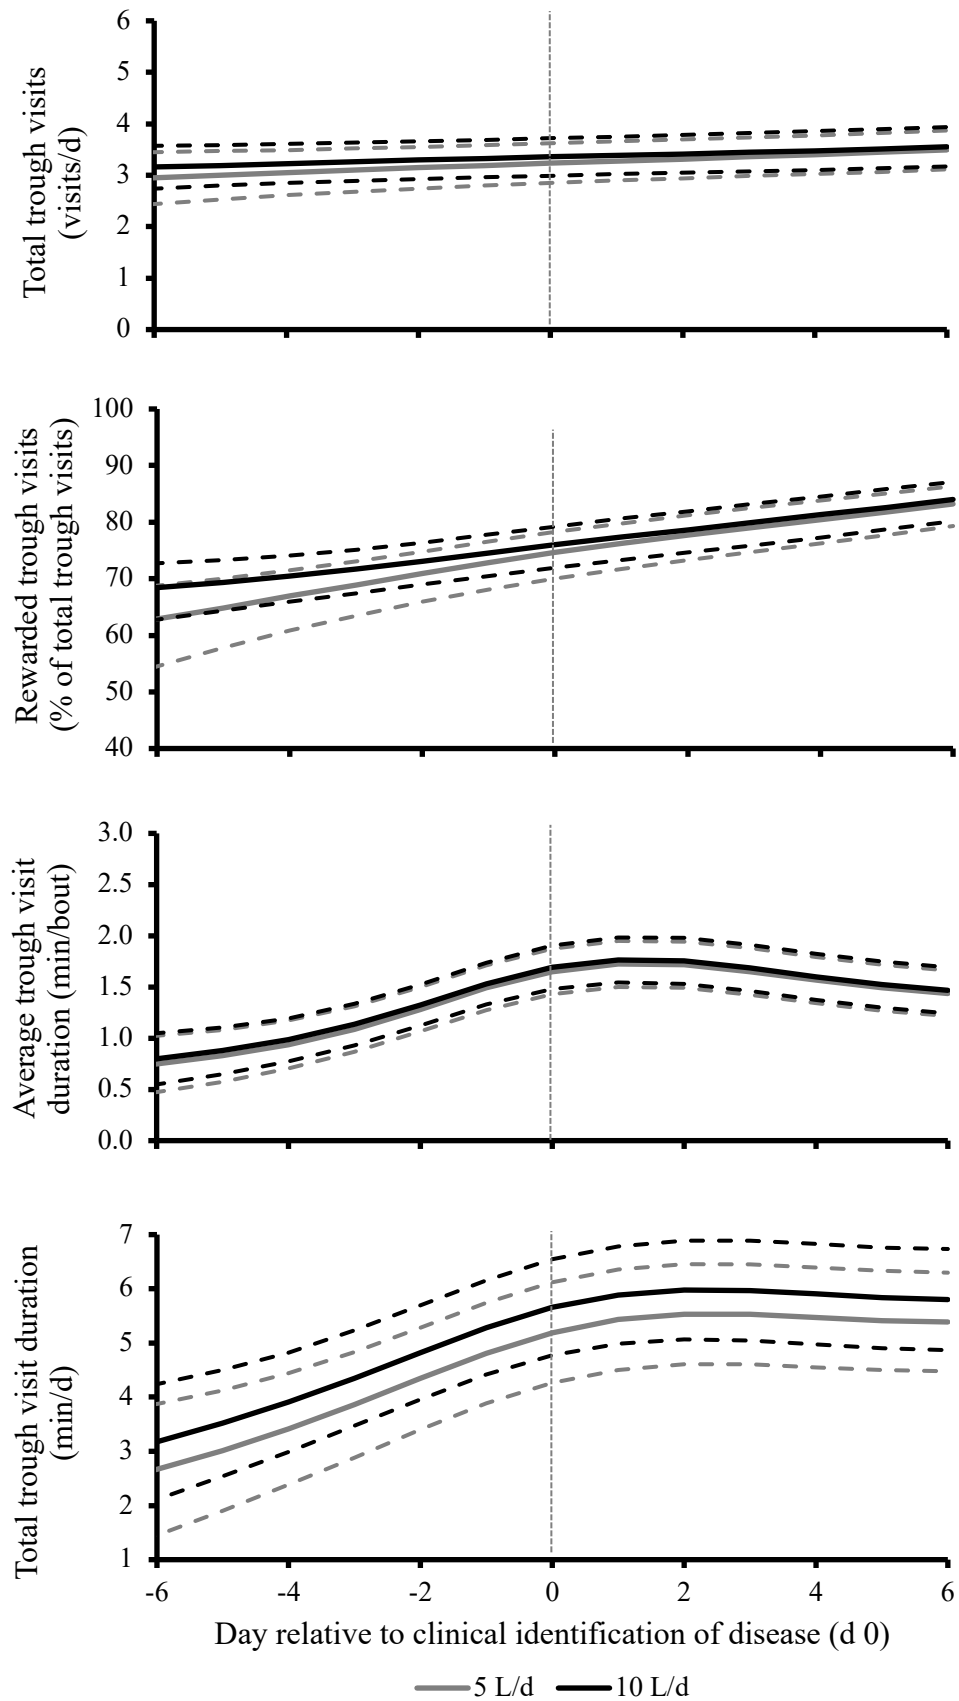 Total trough visits
(visits/d)
6
5
4
3
2
1
0
Rewarded trough visits
(% of total trough visits)
100
90
80
70
60
50
40
Average trough visit
duration (min/bout)
3.0
2.5
2.0
1.5
1.0
0.5
0.0
Total trough visit duration
(min/d)
7
6
5
4
3
2
1
-6 -4 -2 0 2 4 6
Day relative to clinical identification of disease (d 0)
5 L/d 10 L/d